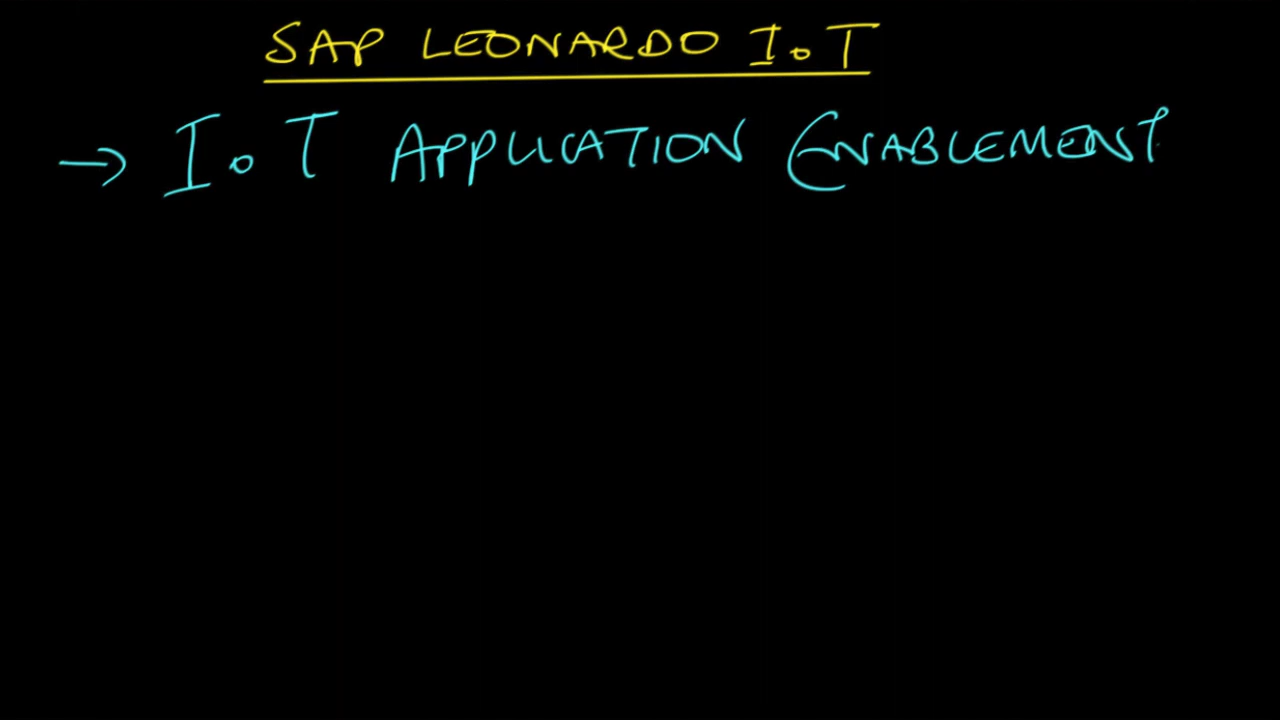 SAP LEONARDO IoT
→ IoT APPLICATION ENABLEMENT